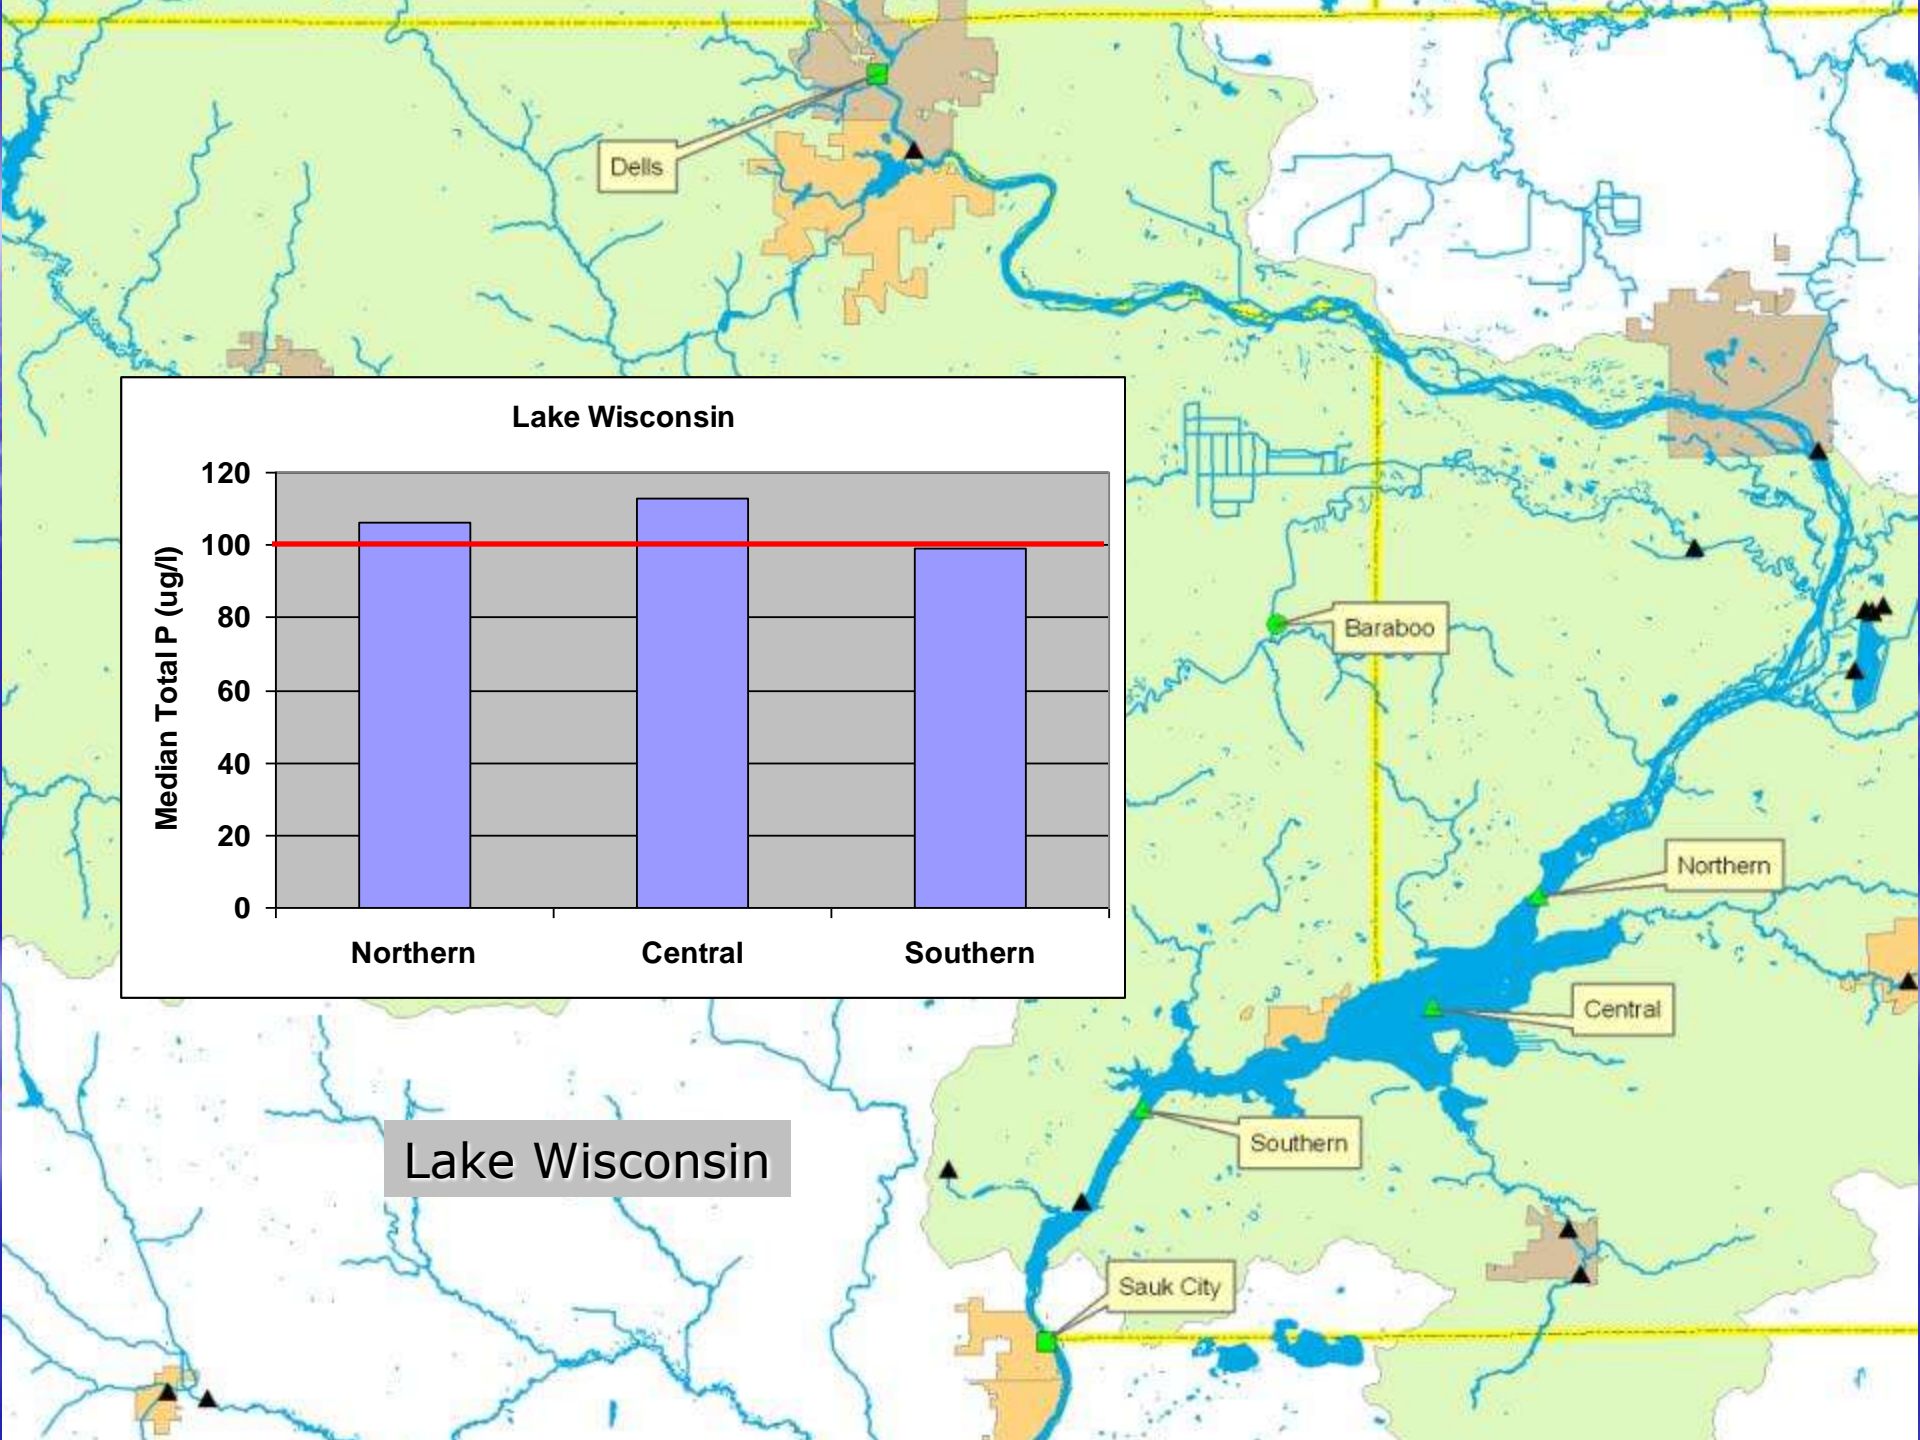 Dells
Lake Wisconsin
120
100
80
60
40
20
0
Median Total P (ug/l)
Northern
Central
Southern
Baraboo
Northern
Central
Southern
Lake Wisconsin
Sauk City